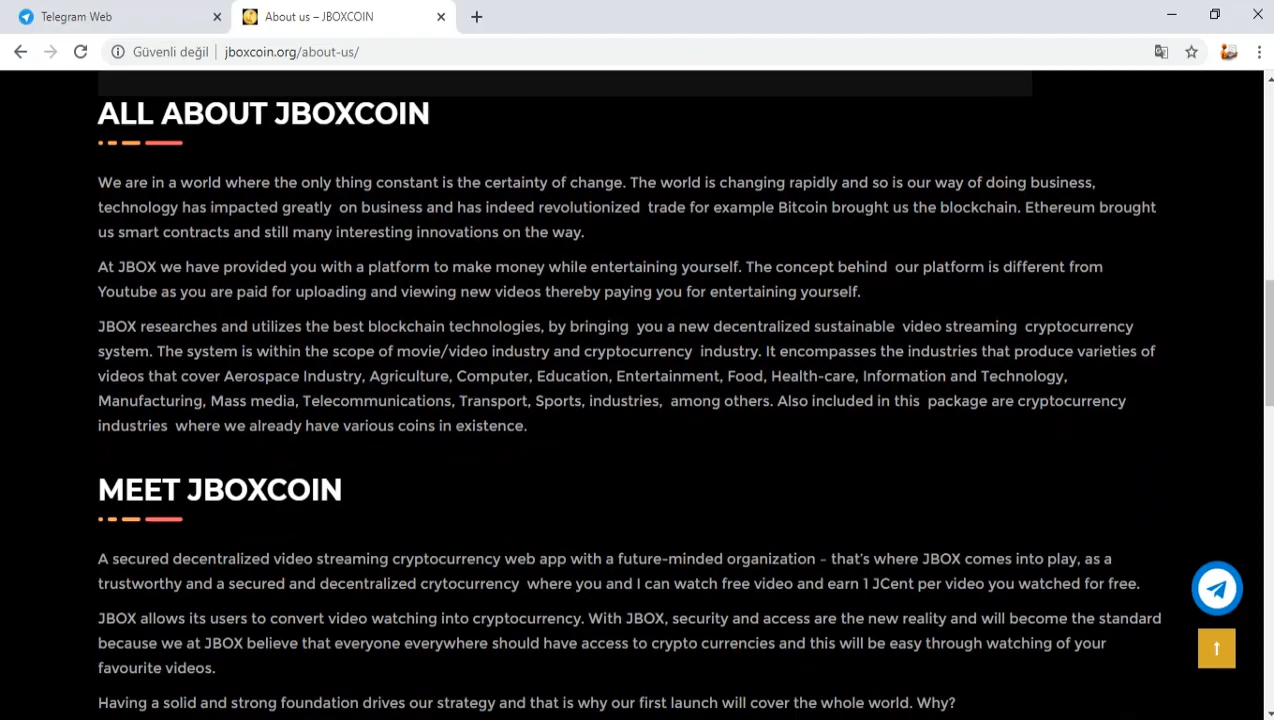 Telegram Web
About us – JBOXCOIN
Güvenli değil
jboxcoin.org/about-us/
ALL ABOUT JBOXCOIN
We are in a world where the only thing constant is the certainty of change. The world is changing rapidly and so is our way of doing business,
technology has impacted greatly on business and has indeed revolutionized trade for example Bitcoin brought us the blockchain. Ethereum brought
us smart contracts and still many interesting innovations on the way.
At JBOX we have provided you with a platform to make money while entertaining yourself. The concept behind our platform is different from
Youtube as you are paid for uploading and viewing new videos thereby paying you for entertaining yourself.
JBOX researches and utilizes the best blockchain technologies, by bringing you a new decentralized sustainable video streaming cryptocurrency
system. The system is within the scope of movie/video industry and cryptocurrency industry. It encompasses the industries that produce varieties of
videos that cover Aerospace Industry, Agriculture, Computer, Education, Entertainment, Food, Health-care, Information and Technology,
Manufacturing, Mass media, Telecommunications, Transport, Sports, industries, among others. Also included in this package are cryptocurrency
industries where we already have various coins in existence.
MEET JBOXCOIN
A secured decentralized video streaming cryptocurrency web app with a future-minded organization – that's where JBOX comes into play, as a
trustworthy and a secured and decentralized crytocurrency where you and I can watch free video and earn 1 JCent per video you watched for free.
JBOX allows its users to convert video watching into cryptocurrency. With JBOX, security and access are the new reality and will become the standard
because we at JBOX believe that everyone everywhere should have access to crypto currencies and this will be easy through watching of your
favourite videos.
Having a solid and strong foundation drives our strategy and that is why our first launch will cover the whole world. Why?